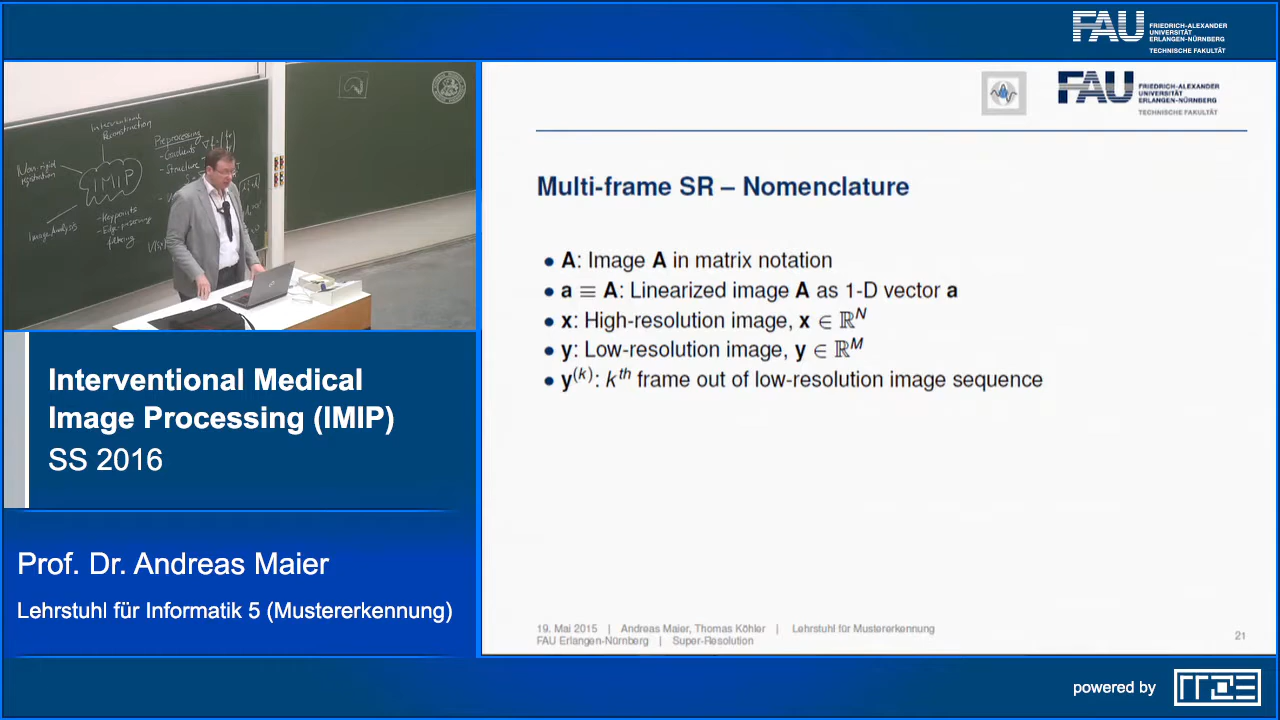 FAU FRIEDRICH-ALEXANDER
UNIVERSITÄT
ERLANGEN-NÜRNBERG
TECHNISCHE FAKULTÄT
Interventional
Reconstruction
Non-rigid
registration
IMIP
Image Analysis
- Keypoints
- Edge-preserving
filtering
Preprocessing
- Gradients
- Structure
FAU FRIEDRICH-ALEXANDER
UNIVERSITÄT
ERLANGEN-NÜRNBERG
TECHNISCHE FAKULTÄT
Multi-frame SR – Nomenclature
• A: Image A in matrix notation
• a ≡ A: Linearized image A as 1-D vector a
• x: High-resolution image, x ∈ ℝ^N
• y: Low-resolution image, y ∈ ℝ^M
• y^(k): k^th frame out of low-resolution image sequence
19. Mai 2015 | Andreas Maier, Thomas Köhler | Lehrstuhl für Mustererkennung
FAU Erlangen-Nürnberg | Super-Resolution
21
Interventional Medical
Image Processing (IMIP)
SS 2016
Prof. Dr. Andreas Maier
Lehrstuhl für Informatik 5 (Mustererkennung)
powered by